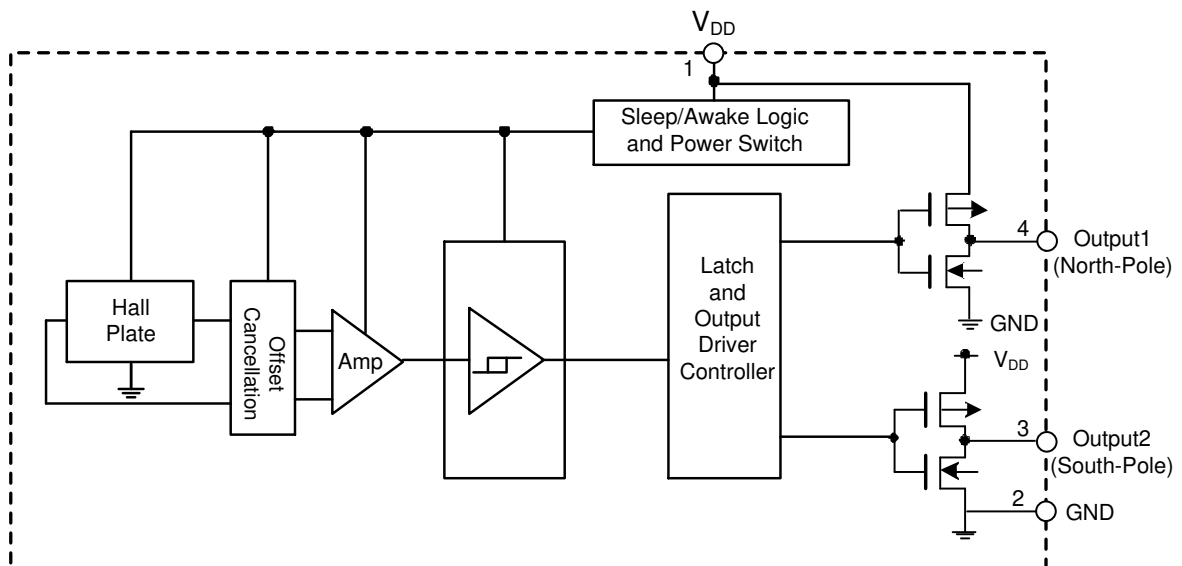 VDD
1
Sleep/Awake Logic
and Power Switch
4
Output1
(North-Pole)
GND
Hall
Plate
Offset
Cancellation
Amp
Latch
and
Output
Driver
Controller
VDD
3
Output2
(South-Pole)
2
GND